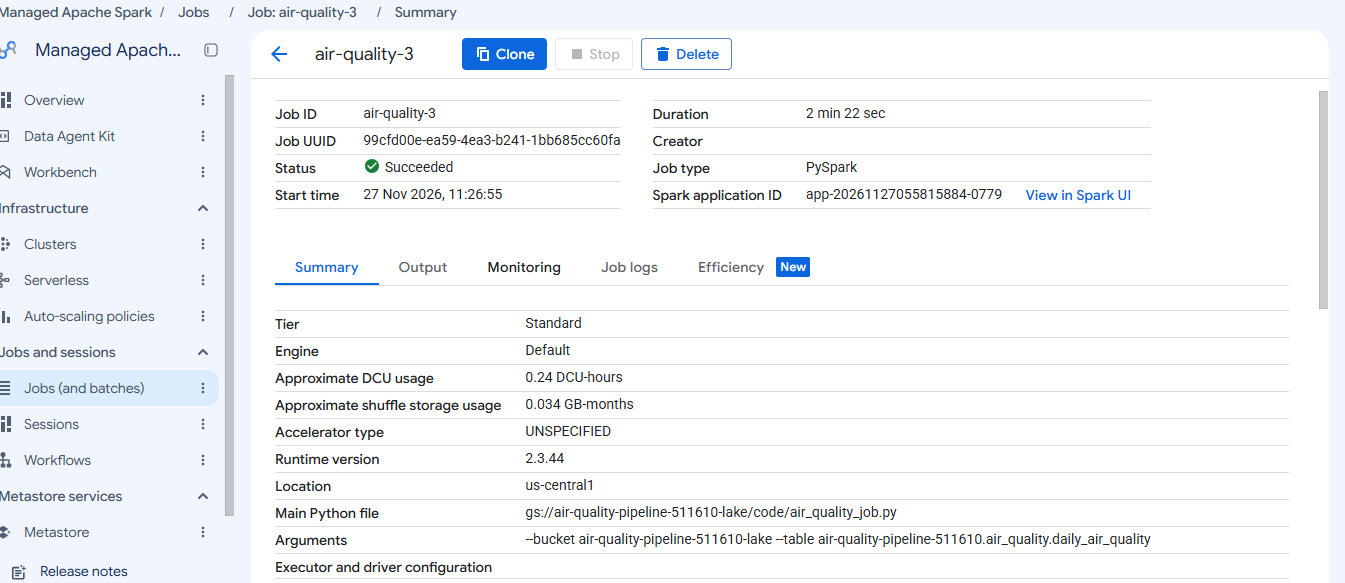 Managed Apache Spark / Jobs / Job: air-quality-3 / Summary
Managed Apac...
Overview
Data Agent Kit
Workbench
Infrastructure
Clusters
Serverless
Auto-scaling policies
Jobs and sessions
Jobs (and batches)
Sessions
Workflows
Metastore services
Metastore
Release notes
air-quality-3 Clone Stop Delete
Job ID air-quality-3
Job UUID 99cfd00e-ea59-4ea3-b241-1bb685cc60fa
Status Succeeded
Start time 27 Nov 2026, 11:26:55
Duration 2 min 22 sec
Creator
Job type PySpark
Spark application ID app-20261127055815884-0779 View in Spark UI
Summary Output Monitoring Job logs Efficiency New
Tier Standard
Engine Default
Approximate DCU usage 0.24 DCU-hours
Approximate shuffle storage usage 0.034 GB-months
Accelerator type UNSPECIFIED
Runtime version 2.3.44
Location us-central1
Main Python file gs://air-quality-pipeline-511610-lake/code/air_quality_job.py
Arguments --bucket air-quality-pipeline-511610-lake --table air-quality-pipeline-511610.air_quality.daily_air_quality
Executor and driver configuration